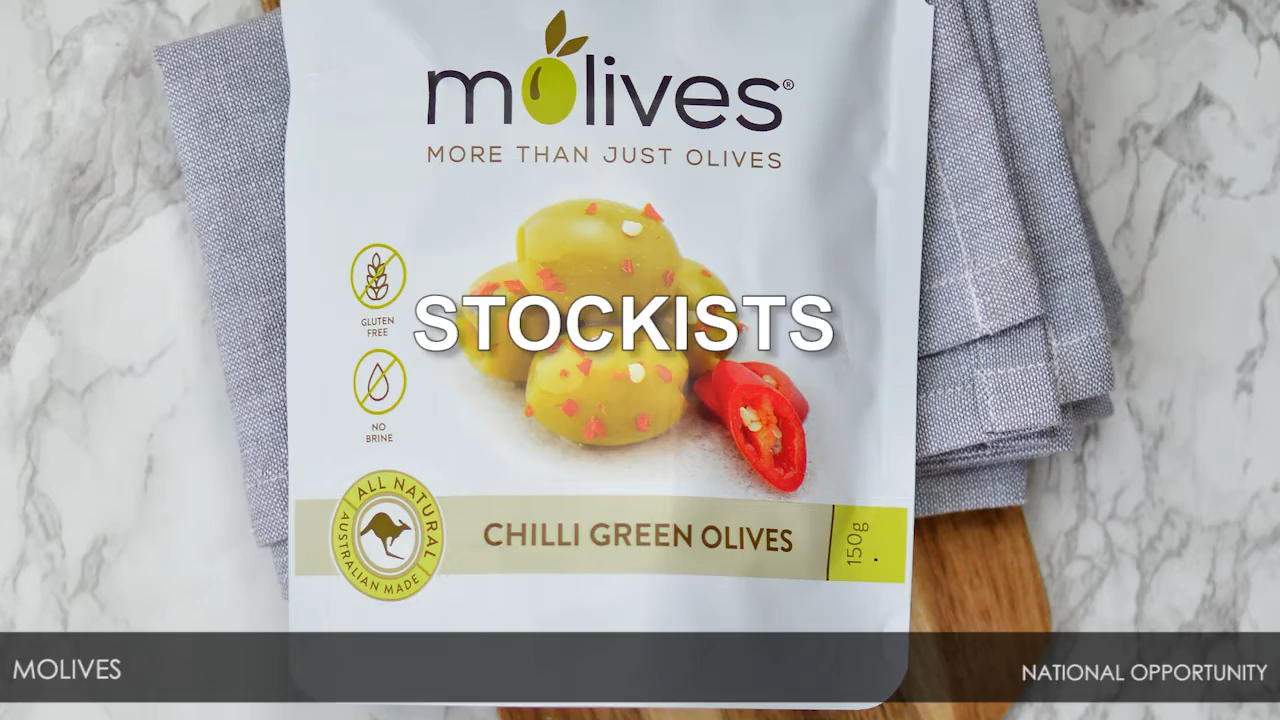 molives®
MORE THAN JUST OLIVES
GLUTEN
FREE
STOCKISTS
NO
BRINE
ALL NATURAL
AUSTRALIAN MADE
CHILLI GREEN OLIVES
150g
MOLIVES
NATIONAL OPPORTUNITY